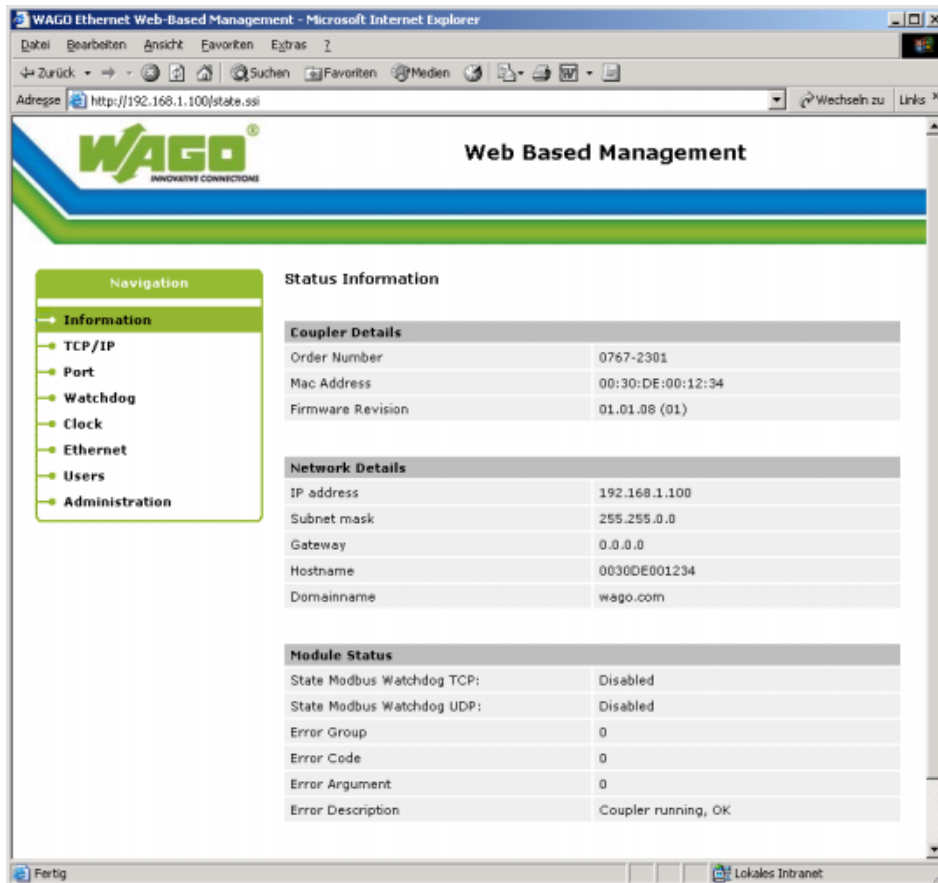 WAGO Ethernet Web-Based Management - Microsoft Internet Explorer
Datei Bearbeiten Ansicht Favoriten Extras ?
Zurück Suchen Favoriten Medien
Adresse http://192.168.1.100/state.ssi Wechseln zu Links
WAGO®
INNOVATIVE CONNECTIONS
Web Based Management
Navigation
Information
TCP/IP
Port
Watchdog
Clock
Ethernet
Users
Administration
Status Information
Coupler Details
Order Number 0767-2301
Mac Address 00:30:DE:00:12:34
Firmware Revision 01.01.08 (01)
Network Details
IP address 192.168.1.100
Subnet mask 255.255.0.0
Gateway 0.0.0.0
Hostname 0030DE001234
Domainname wago.com
Module Status
State Modbus Watchdog TCP: Disabled
State Modbus Watchdog UDP: Disabled
Error Group 0
Error Code 0
Error Argument 0
Error Description Coupler running, OK
Fertig Lokales Intranet